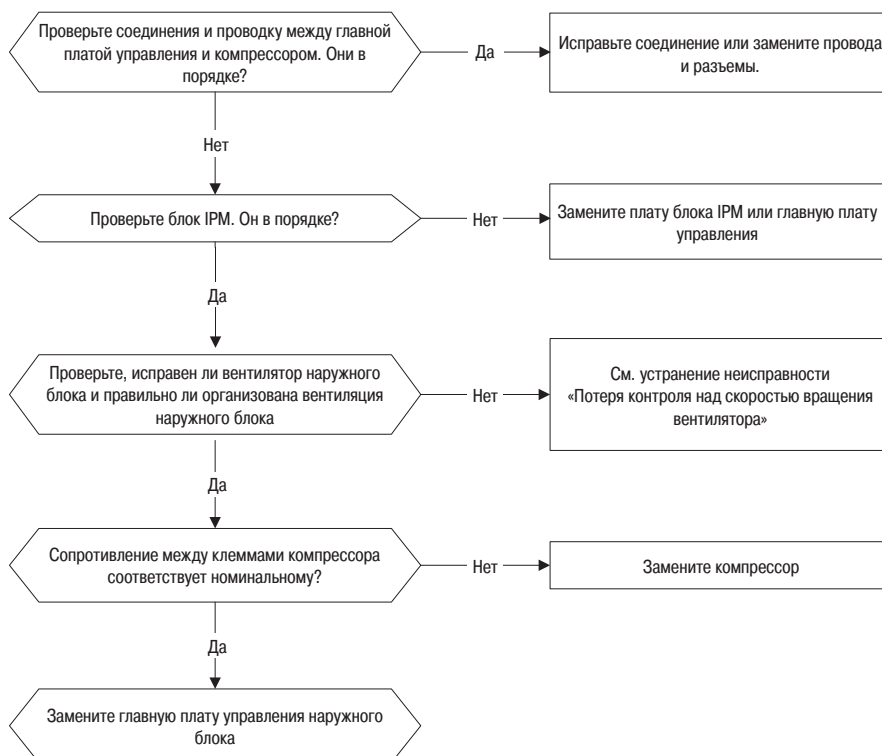 Проверьте соединения и проводку между главной
платой управления и компрессором. Они в
порядке?
Да
Исправьте соединение или замените провода
и разъемы.
Нет
Проверьте блок IPM. Он в порядке?
Нет
Замените плату блока IPM или главную плату
управления
Да
Проверьте, исправен ли вентилятор наружного
блока и правильно ли организована вентиляция
наружного блока
Нет
См. устранение неисправности
«Потеря контроля над скоростью вращения
вентилятора»
Да
Сопротивление между клеммами компрессора
соответствует номинальному?
Нет
Замените компрессор
Да
Замените главную плату управления наружного
блока